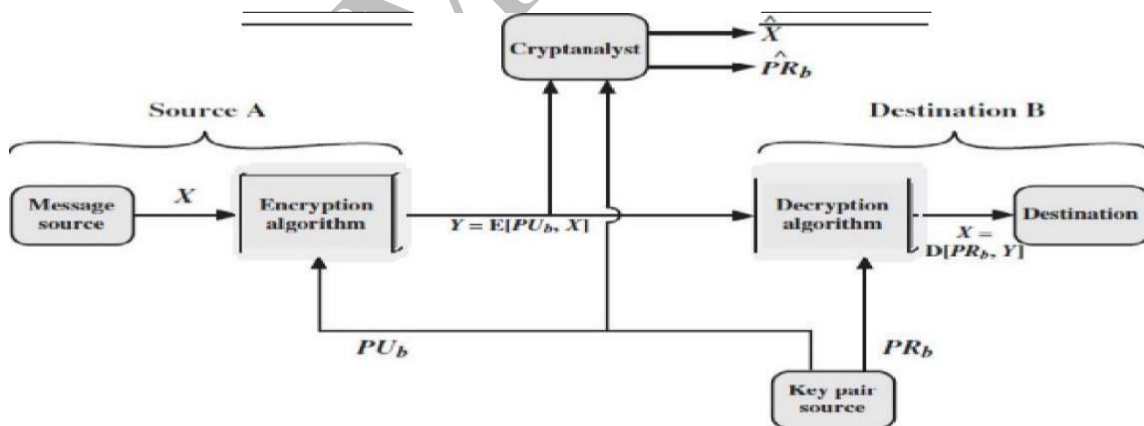 X̂
Cryptanalyst
P̂R_b
Source A
Destination B
Message
source
X
Encryption
algorithm
Y = E[PU_b, X]
Decryption
algorithm
X =
D[PR_b, Y]
Destination
PU_b
PR_b
Key pair
source